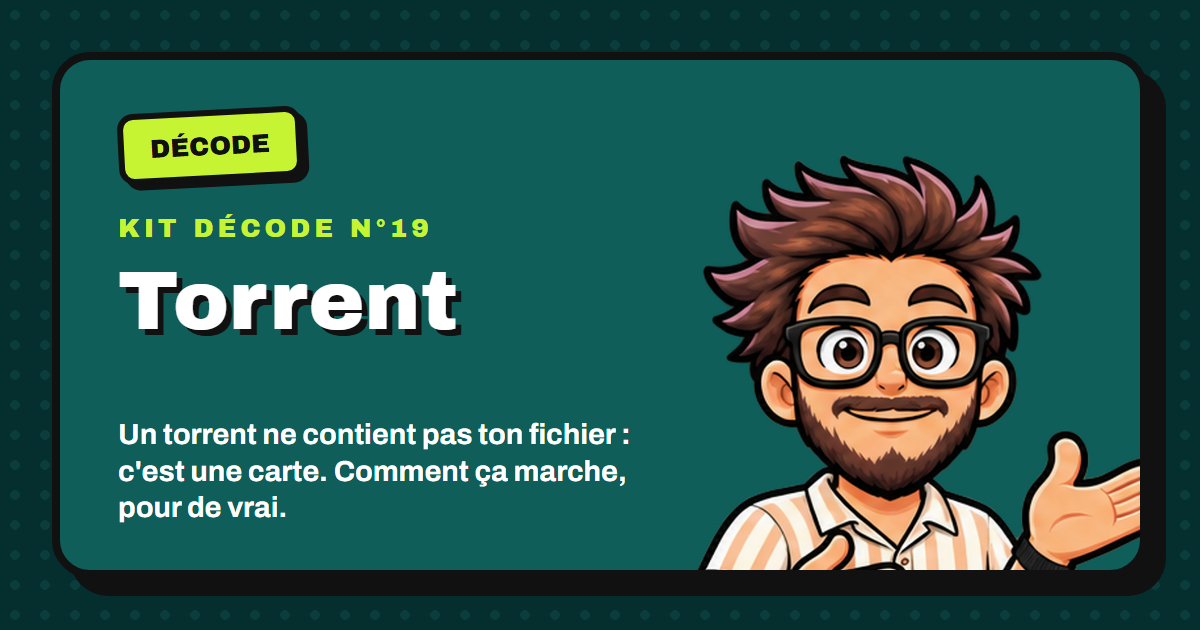 DÉCODE
KIT DÉCODE N°19
Torrent
Un torrent ne contient pas ton fichier :
c'est une carte. Comment ça marche,
pour de vrai.